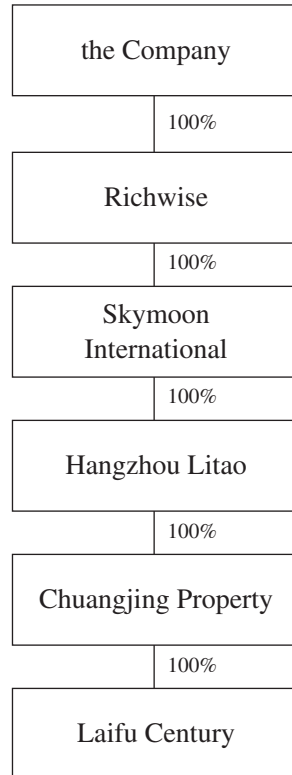 the Company
100%
Richwise
100%
Skymoon
International
100%
Hangzhou Litao
100%
Chuangjing Property
100%
Laifu Century